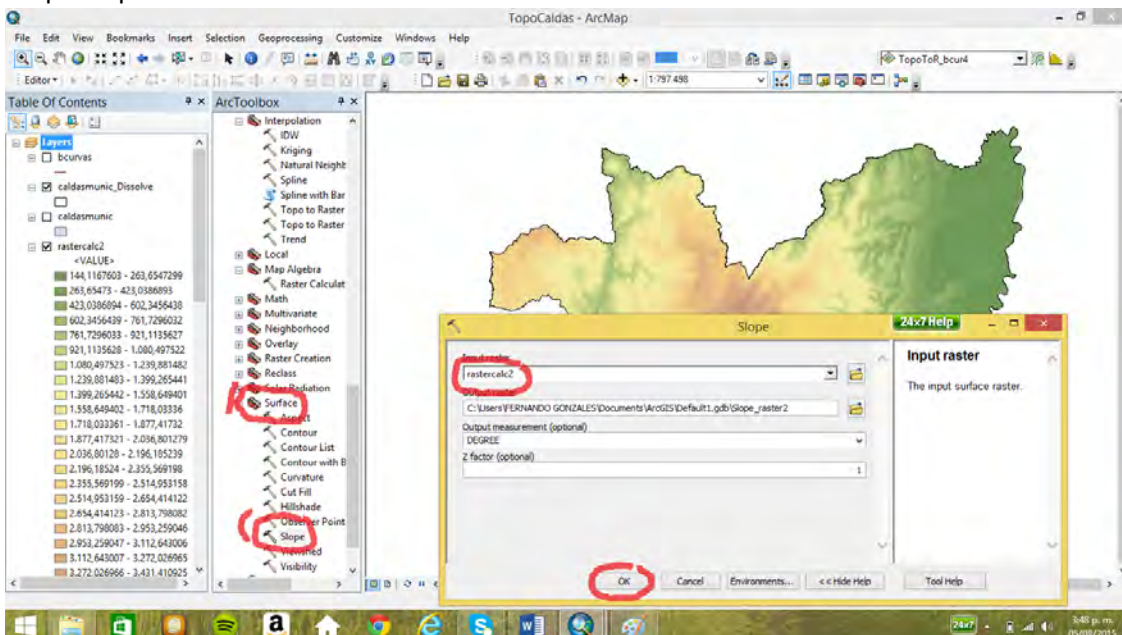 TopoCaldas - ArcMap
File Edit View Bookmarks Insert Selection Geoprocessing Customize Windows Help
TopoToR_bcur4
Editor
1:797.498
Table Of Contents
ArcToolbox
Layers
bcurvas
caldasmunic_Dissolve
caldasmunic
rastercalc2
<VALUE>
144,1167603 - 263,6547299
263,65473 - 423,0386893
423,0386894 - 602,3456438
602,3456439 - 761,7296032
761,7296033 - 921,1135627
921,1135628 - 1.080,497522
1.080,497523 - 1.239,881482
1.239,881483 - 1.399,265441
1.399,265442 - 1.558,649401
1.558,649402 - 1.718,03336
1.718,033361 - 1.877,41732
1.877,417321 - 2.036,801279
2.036,80128 - 2.196,185239
2.196,18524 - 2.355,569198
2.355,569199 - 2.514,953158
2.514,953159 - 2.654,414122
2.654,414123 - 2.813,798082
2.813,798083 - 2.953,259046
2.953,259047 - 3.112,643006
3.112,643007 - 3.272,026965
3.272,026966 - 3.431,410925
Interpolation
IDW
Kriging
Natural Neighb
Spline
Spline with Bar
Topo to Raster
Topo to Raster
Trend
Local
Map Algebra
Raster Calculat
Math
Multivariate
Neighborhood
Overlay
Raster Creation
Reclass
Solar Radiation
Surface
Aspect
Contour
Contour List
Contour with B
Curvature
Cut Fill
Hillshade
Observer Point
Slope
Viewshed
Visibility
Slope
24x7 Help
Input raster
rastercalc2
Output raster
C:\Users\FERNANDO GONZALES\Documents\ArcGIS\Default1.gdb\Slope_raster2
Output measurement (optional)
DEGREE
Z factor (optional)
1
Input raster
The input surface raster.
OK
Cancel
Environments...
<< Hide Help
Tool Help
24x7
3:48 p. m.
05/08/2015